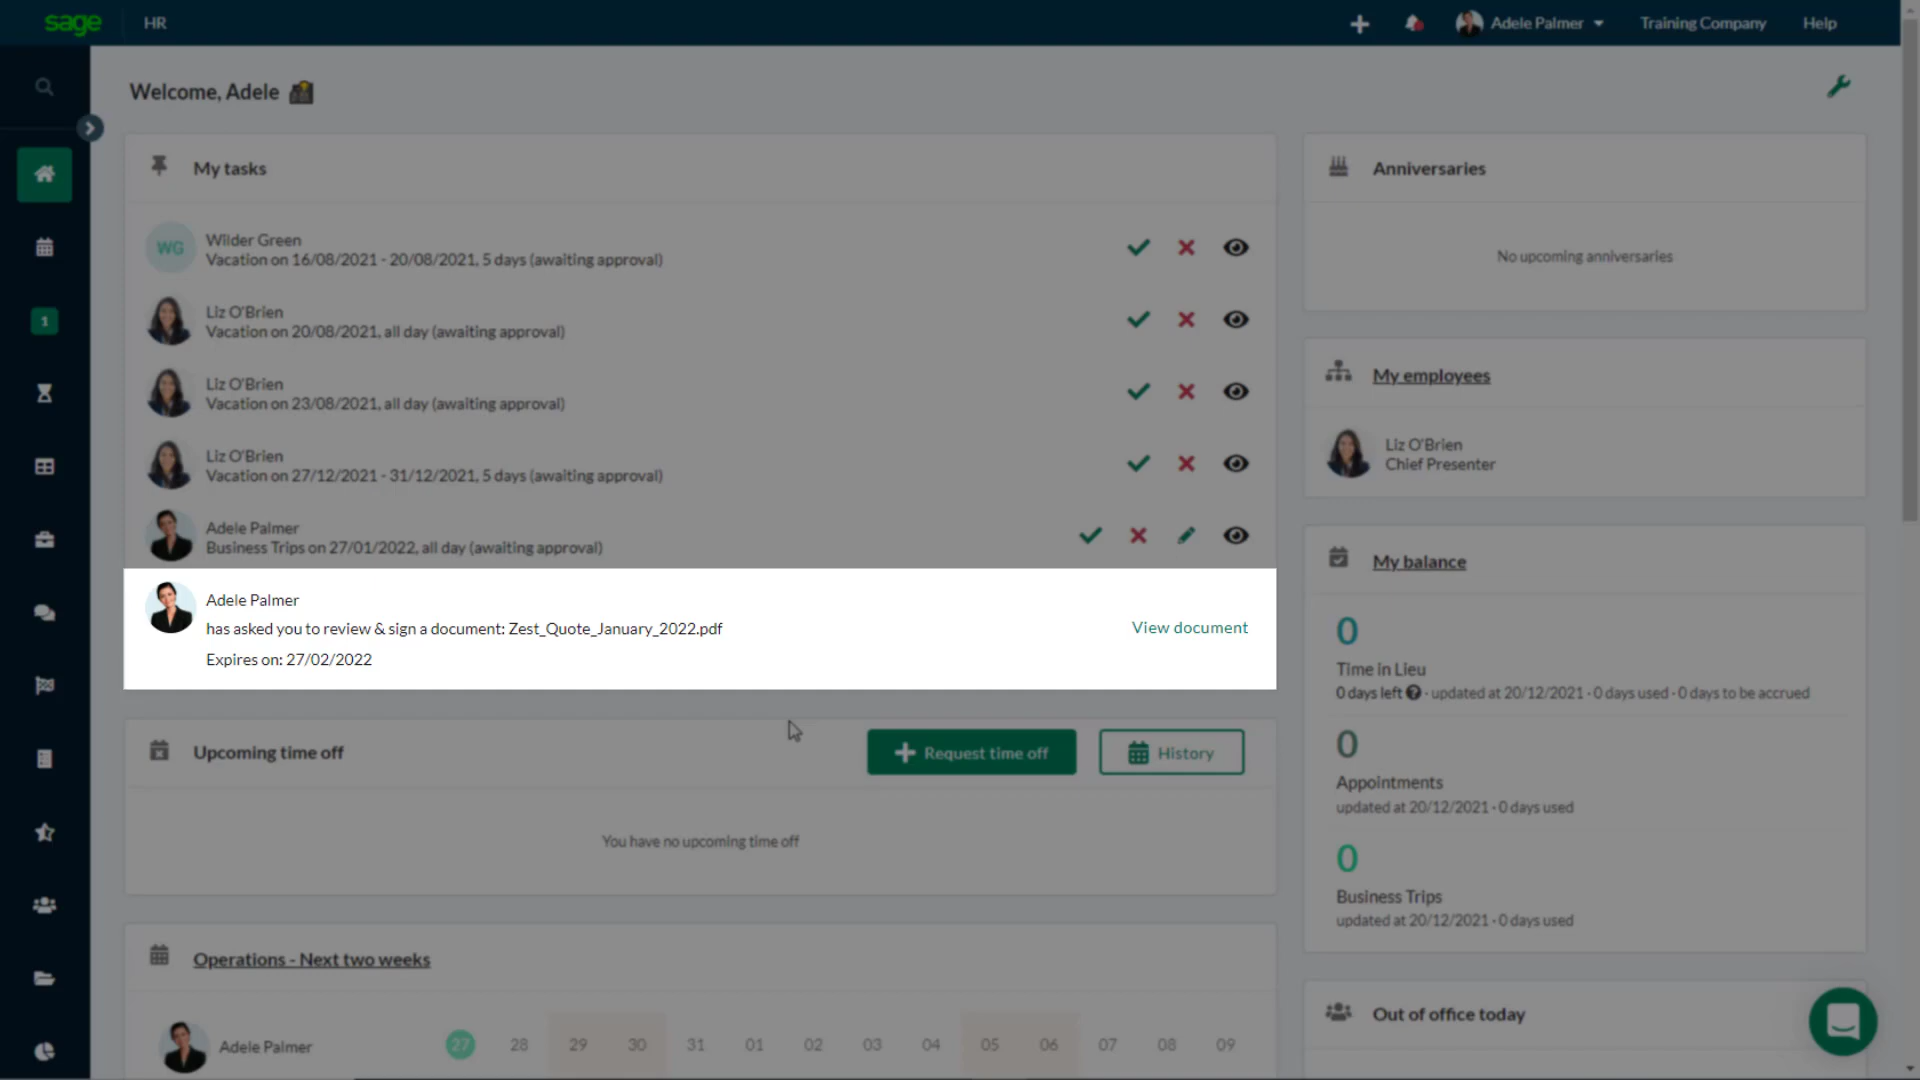 sage HR Adele Palmer Training Company Help
Welcome, Adele
My tasks
WG
Wilder Green
Vacation on 16/08/2021 - 20/08/2021, 5 days (awaiting approval)
Liz O'Brien
Vacation on 20/08/2021, all day (awaiting approval)
Liz O'Brien
Vacation on 23/08/2021, all day (awaiting approval)
Liz O'Brien
Vacation on 27/12/2021 - 31/12/2021, 5 days (awaiting approval)
Adele Palmer
Business Trips on 27/01/2022, all day (awaiting approval)
Adele Palmer
has asked you to review & sign a document: Zest_Quote_January_2022.pdf
Expires on: 27/02/2022
View document
Upcoming time off
Request time off
History
You have no upcoming time off
Operations - Next two weeks
Adele Palmer 27 28 29 30 31 01 02 03 04 05 06 07 08 09
1
Anniversaries
No upcoming anniversaries
My employees
Liz O'Brien
Chief Presenter
My balance
0
Time in Lieu
0 days left ? · updated at 20/12/2021 · 0 days used · 0 days to be accrued
0
Appointments
updated at 20/12/2021 · 0 days used
0
Business Trips
updated at 20/12/2021 · 0 days used
Out of office today